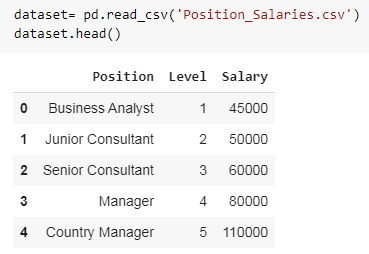 dataset= pd.read_csv('Position_Salaries.csv')
dataset.head()
Position Level Salary
0 Business Analyst 1 45000
1 Junior Consultant 2 50000
2 Senior Consultant 3 60000
3 Manager 4 80000
4 Country Manager 5 110000